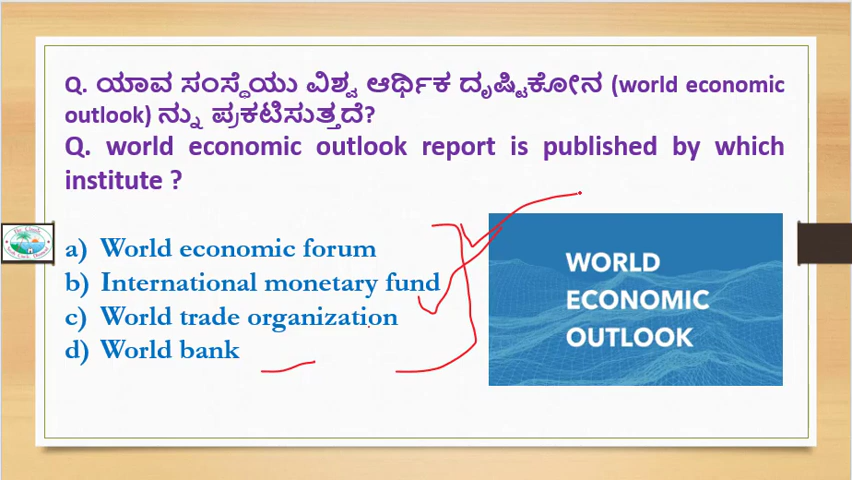 Q. ಯಾವ ಸಂಸ್ಥೆಯು ವಿಶ್ವ ಆರ್ಥಿಕ ದೃಷ್ಟಿಕೋನ (world economic
outlook) ನ್ನು ಪ್ರಕಟಿಸುತ್ತದೆ?
Q. world economic outlook report is published by which
institute ?
a) World economic forum
b) International monetary fund
c) World trade organization
d) World bank
WORLD
ECONOMIC
OUTLOOK